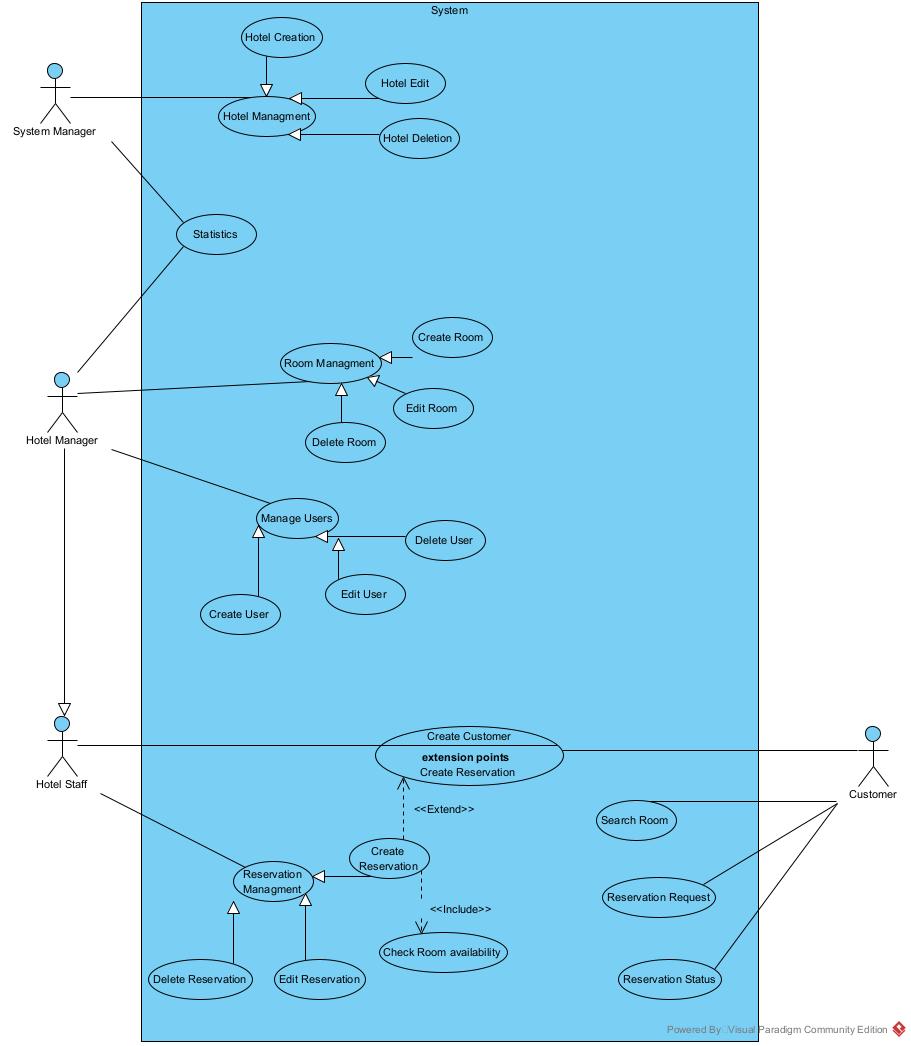 System
Hotel Creation
Hotel Edit
Hotel Managment
Hotel Deletion
System Manager
Statistics
Create Room
Room Managment
Edit Room
Hotel Manager
Delete Room
Manage Users
Delete User
Edit User
Create User
Create Customer
extension points
Create Reservation
Hotel Staff
Customer
<<Extend>>
Search Room
Create
Reservation
Reservation
Managment
Reservation Request
<<Include>>
Check Room availability
Delete Reservation
Edit Reservation
Reservation Status
Powered By Visual Paradigm Community Edition